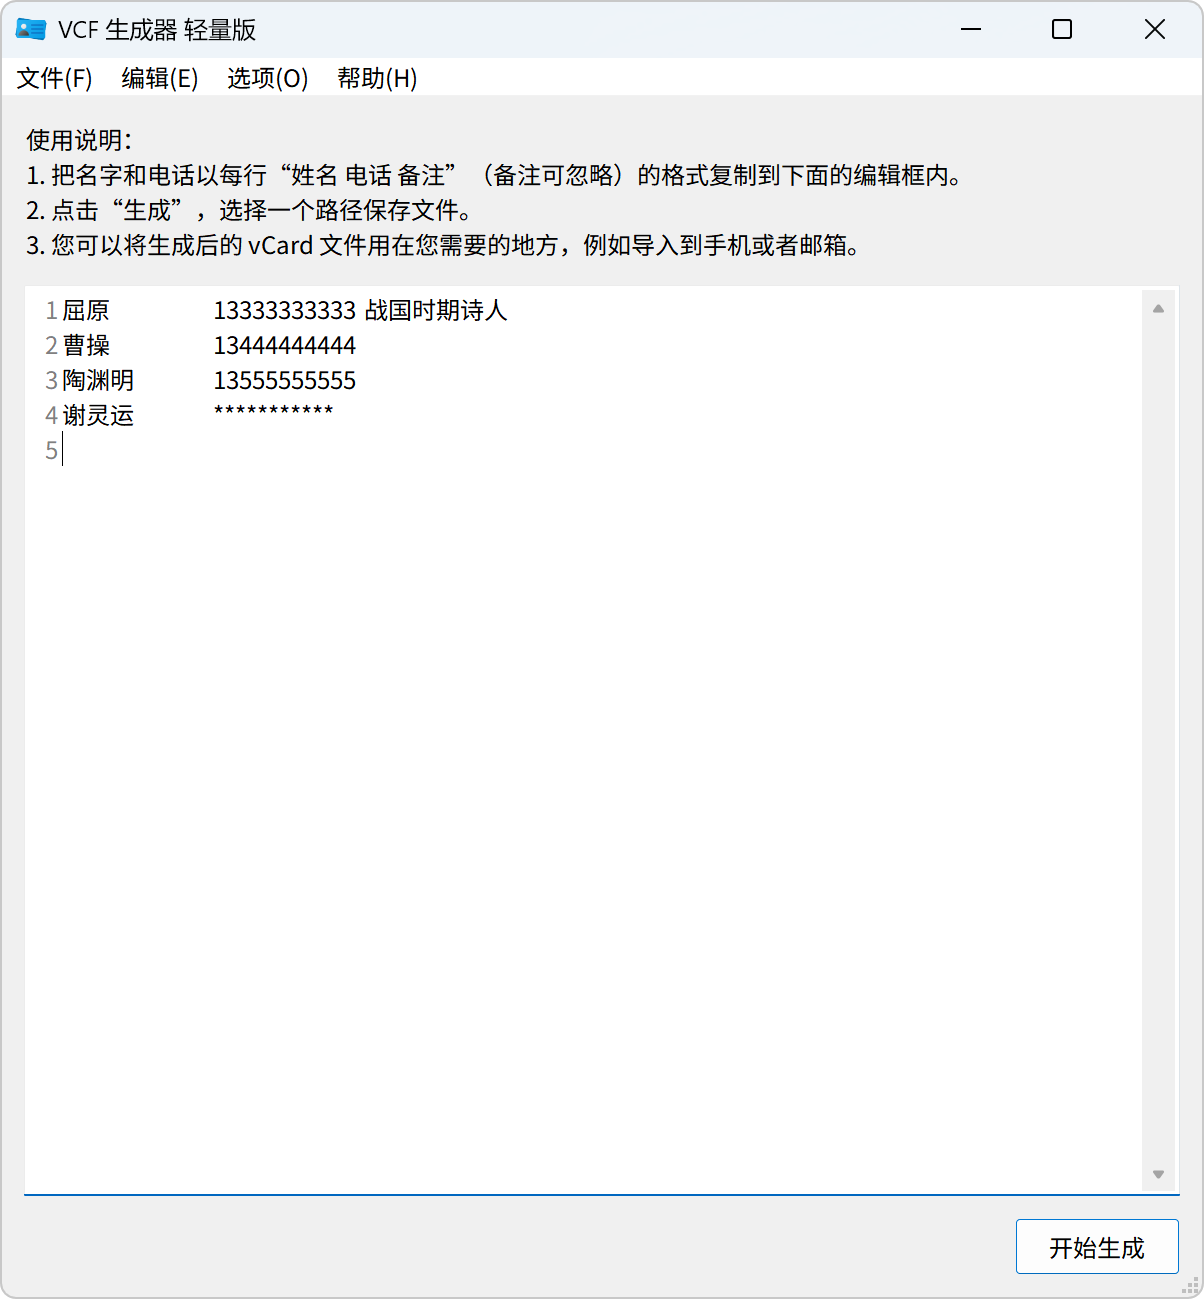 VCF 生成器 轻量版
文件(F) 编辑(E) 选项(O) 帮助(H)
使用说明：
1. 把名字和电话以每行“姓名 电话 备注”（备注可忽略）的格式复制到下面的编辑框内。
2. 点击“生成”，选择一个路径保存文件。
3. 您可以将生成后的 vCard 文件用在您需要的地方，例如导入到手机或者邮箱。
1 屈原 13333333333 战国时期诗人
2 曹操 13444444444
3 陶渊明 13555555555
4 谢灵运 ***********
5
开始生成